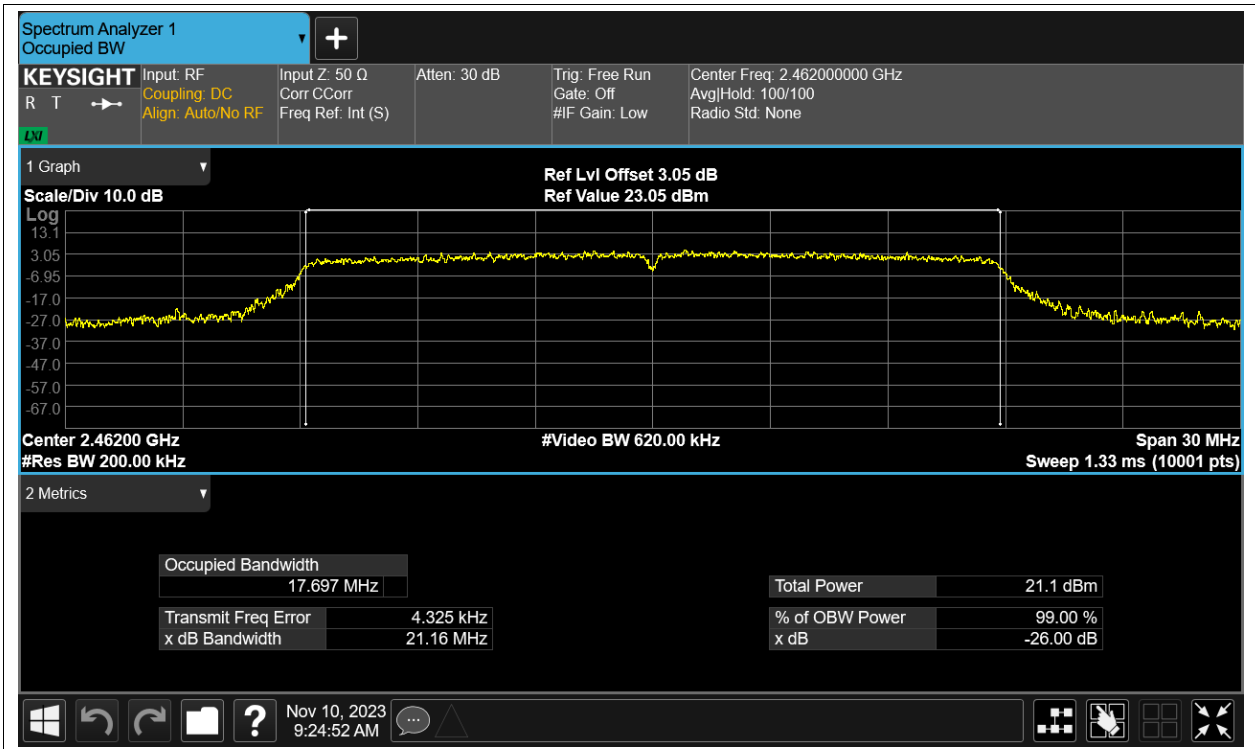 Spectrum Analyzer 1
Occupied BW
KEYSIGHT
R T
LXI
Input: RF
Coupling: DC
Align: Auto/No RF
Input Z: 50 Ω
Corr CCorr
Freq Ref: Int (S)
Atten: 30 dB
Trig: Free Run
Gate: Off
#IF Gain: Low
Center Freq: 2.462000000 GHz
Avg|Hold: 100/100
Radio Std: None
1 Graph
Scale/Div 10.0 dB
Ref Lvl Offset 3.05 dB
Ref Value 23.05 dBm
Log
13.1
3.05
-6.95
-17.0
-27.0
-37.0
-47.0
-57.0
-67.0
Center 2.46200 GHz
#Video BW 620.00 kHz
Span 30 MHz
#Res BW 200.00 kHz
Sweep 1.33 ms (10001 pts)
2 Metrics
Occupied Bandwidth
17.697 MHz
Total Power 21.1 dBm
Transmit Freq Error 4.325 kHz
% of OBW Power 99.00 %
x dB Bandwidth 21.16 MHz
x dB -26.00 dB
?
Nov 10, 2023
9:24:52 AM